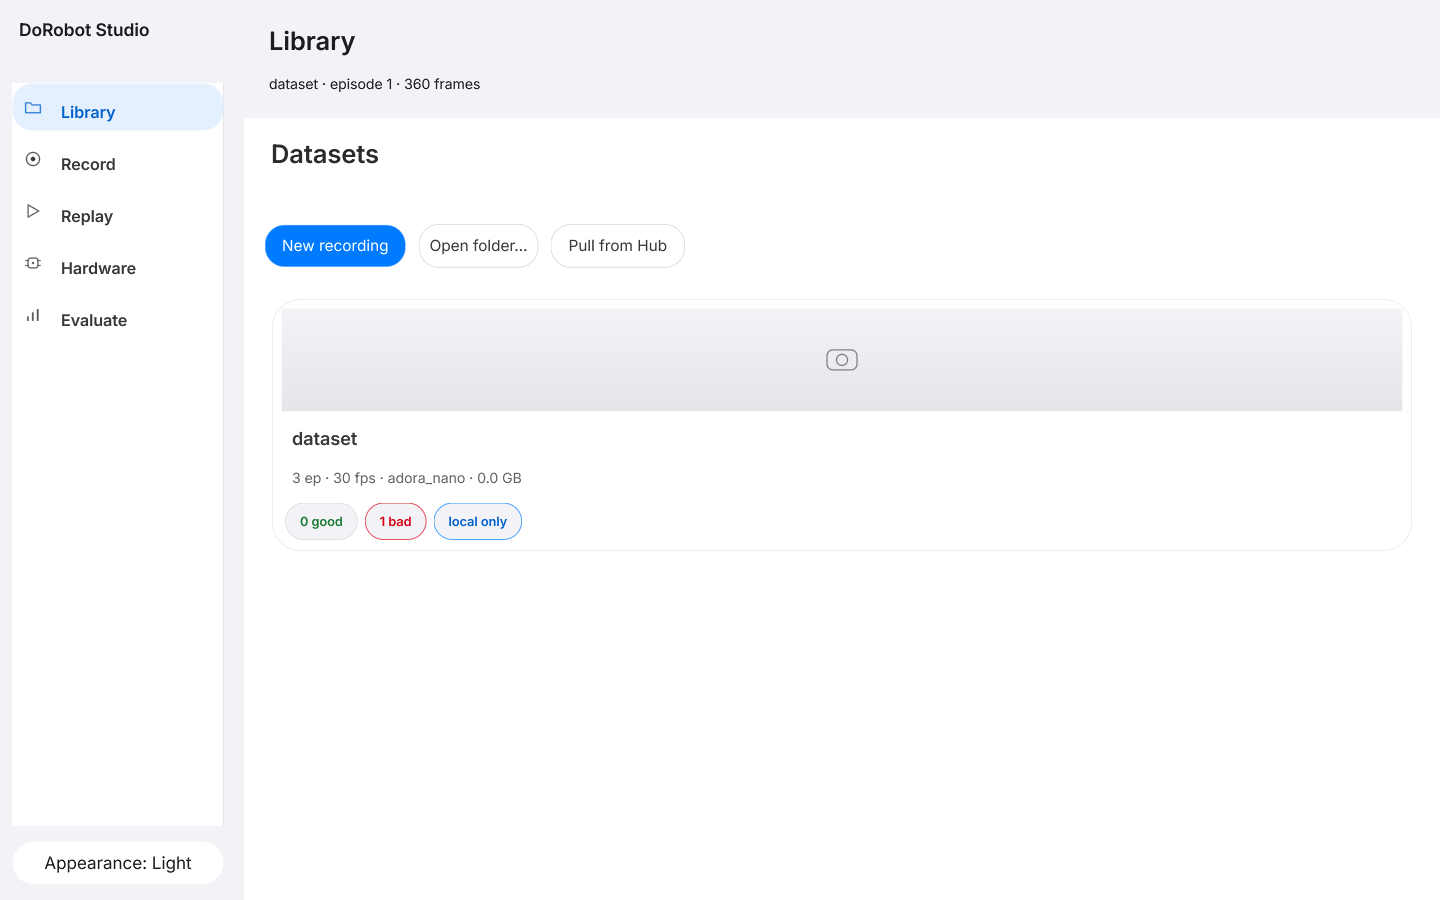 DoRobot Studio
Library
Record
Replay
Hardware
Evaluate
Appearance: Light
Library
dataset · episode 1 · 360 frames
Datasets
New recording
Open folder...
Pull from Hub
dataset
3 ep · 30 fps · adora_nano · 0.0 GB
0 good
1 bad
local only